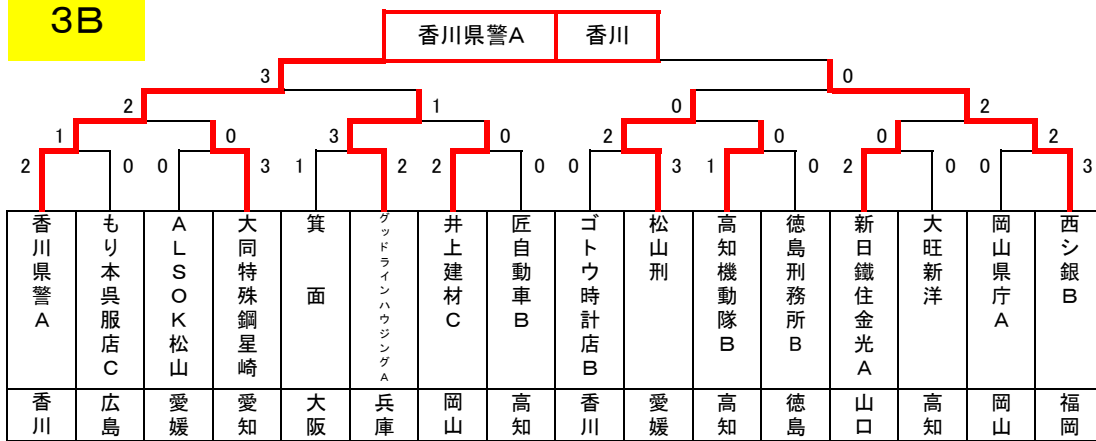 3B
香川県警A 香川
3 0
2 1 0 2
1 0 3 0 2 0 0 2
2 0 0 3 1 2 2 0 0 3 1 0 2 0 0 3
香川県警A
もり本呉服店C
ALSOK松山
大同特殊鋼星崎
箕面
グッドラインハウジングA
井上建材C
匠自動車B
ゴトウ時計店B
松山刑
高知機動隊B
徳島刑務所B
新日鐵住金光A
大旺新洋
岡山県庁A
西シ銀B
香川 広島 愛媛 愛知 大阪 兵庫 岡山 高知 香川 愛媛 高知 徳島 山口 高知 岡山 福岡